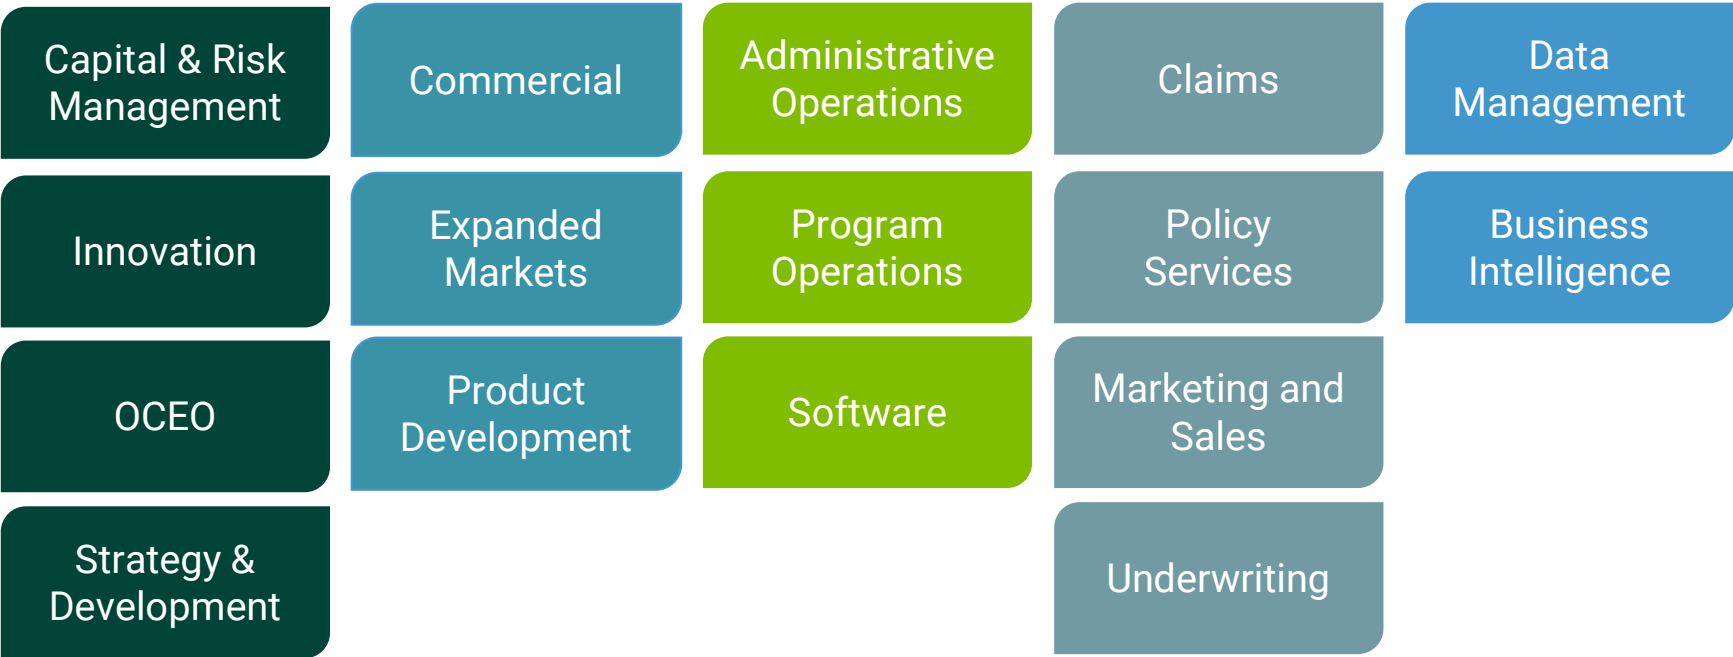 Capital & Risk
Management
Commercial
Administrative
Operations
Claims
Data
Management
Innovation
Expanded
Markets
Program
Operations
Policy
Services
Business
Intelligence
OCEO
Product
Development
Software
Marketing and
Sales
Strategy &
Development
Underwriting